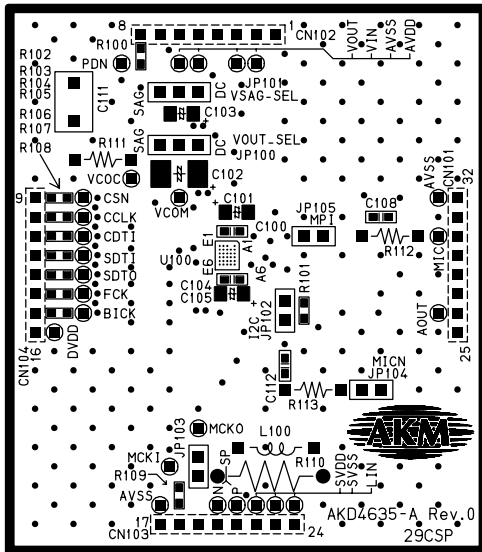 8
1
CN102
R100
PDN
VOUT
VIN
AVSS
AVDD
R102
R103
R104
R105
R106
R107
R108
C111
JP101
VSAG-SEL
SAG
DC
C103
R111
SAG
DC
VOUT_SEL
JP100
VCOC
C102
VCOM
9
CSN
CCLK
CDTI
SDTI
SDTO
FCK
BICK
DVDD
16
CN104
C101
C100
E1
A1
U100
E6
A6
C104
C105
JP105
MPI
C108
R112
AVSS
CN101
32
MIC
AOUT
25
I2C
JP102
R101
C112
R113
MICN
JP104
AKM
MCKO
JP103
MCKI
R109
AVSS
L100
SP
R110
N
P
SVDD
SVSS
LIN
17
CN103
24
AKD4635-A Rev.0
29CSP